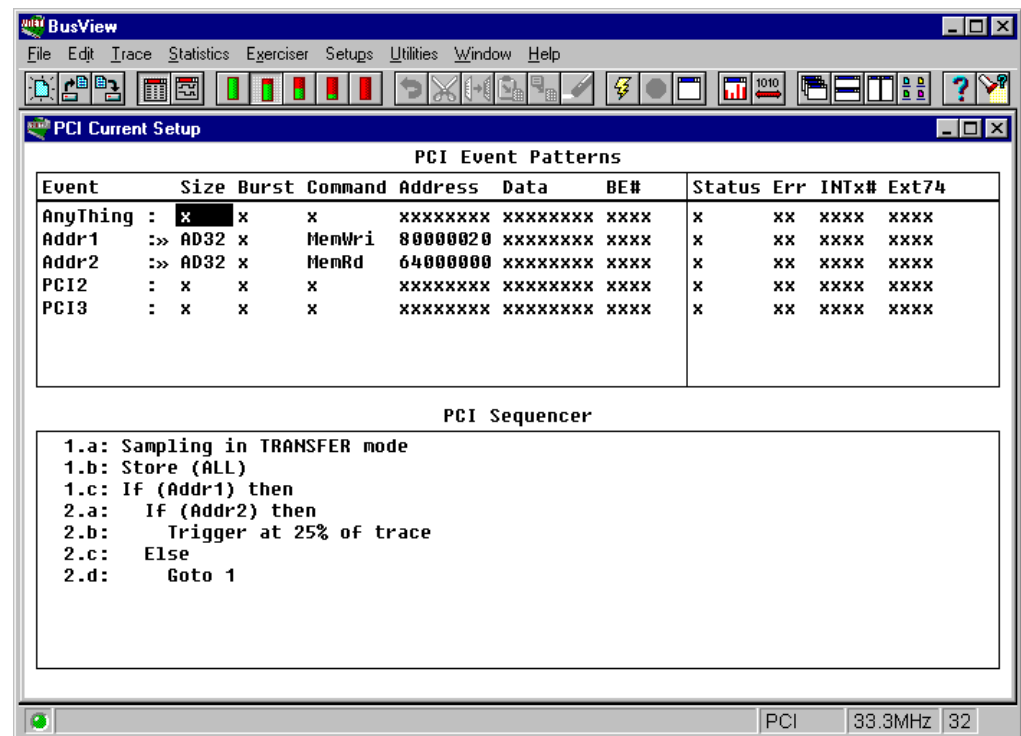 BusView
File Edit Trace Statistics Exerciser Setups Utilities Window Help
1010
?
PCI Current Setup
PCI Event Patterns
Event Size Burst Command Address Data BE# Status Err INTx# Ext74
AnyThing : x x x xxxxxxxx xxxxxxxx xxxx x xx xxxx xxxx
Addr1 :» AD32 x MemWri 80000020 xxxxxxxx xxxx x xx xxxx xxxx
Addr2 :» AD32 x MemRd 64000000 xxxxxxxx xxxx x xx xxxx xxxx
PCI2 : x x x xxxxxxxx xxxxxxxx xxxx x xx xxxx xxxx
PCI3 : x x x xxxxxxxx xxxxxxxx xxxx x xx xxxx xxxx
PCI Sequencer
1.a: Sampling in TRANSFER mode
1.b: Store (ALL)
1.c: If (Addr1) then
2.a: If (Addr2) then
2.b: Trigger at 25% of trace
2.c: Else
2.d: Goto 1
PCI 33.3MHz 32